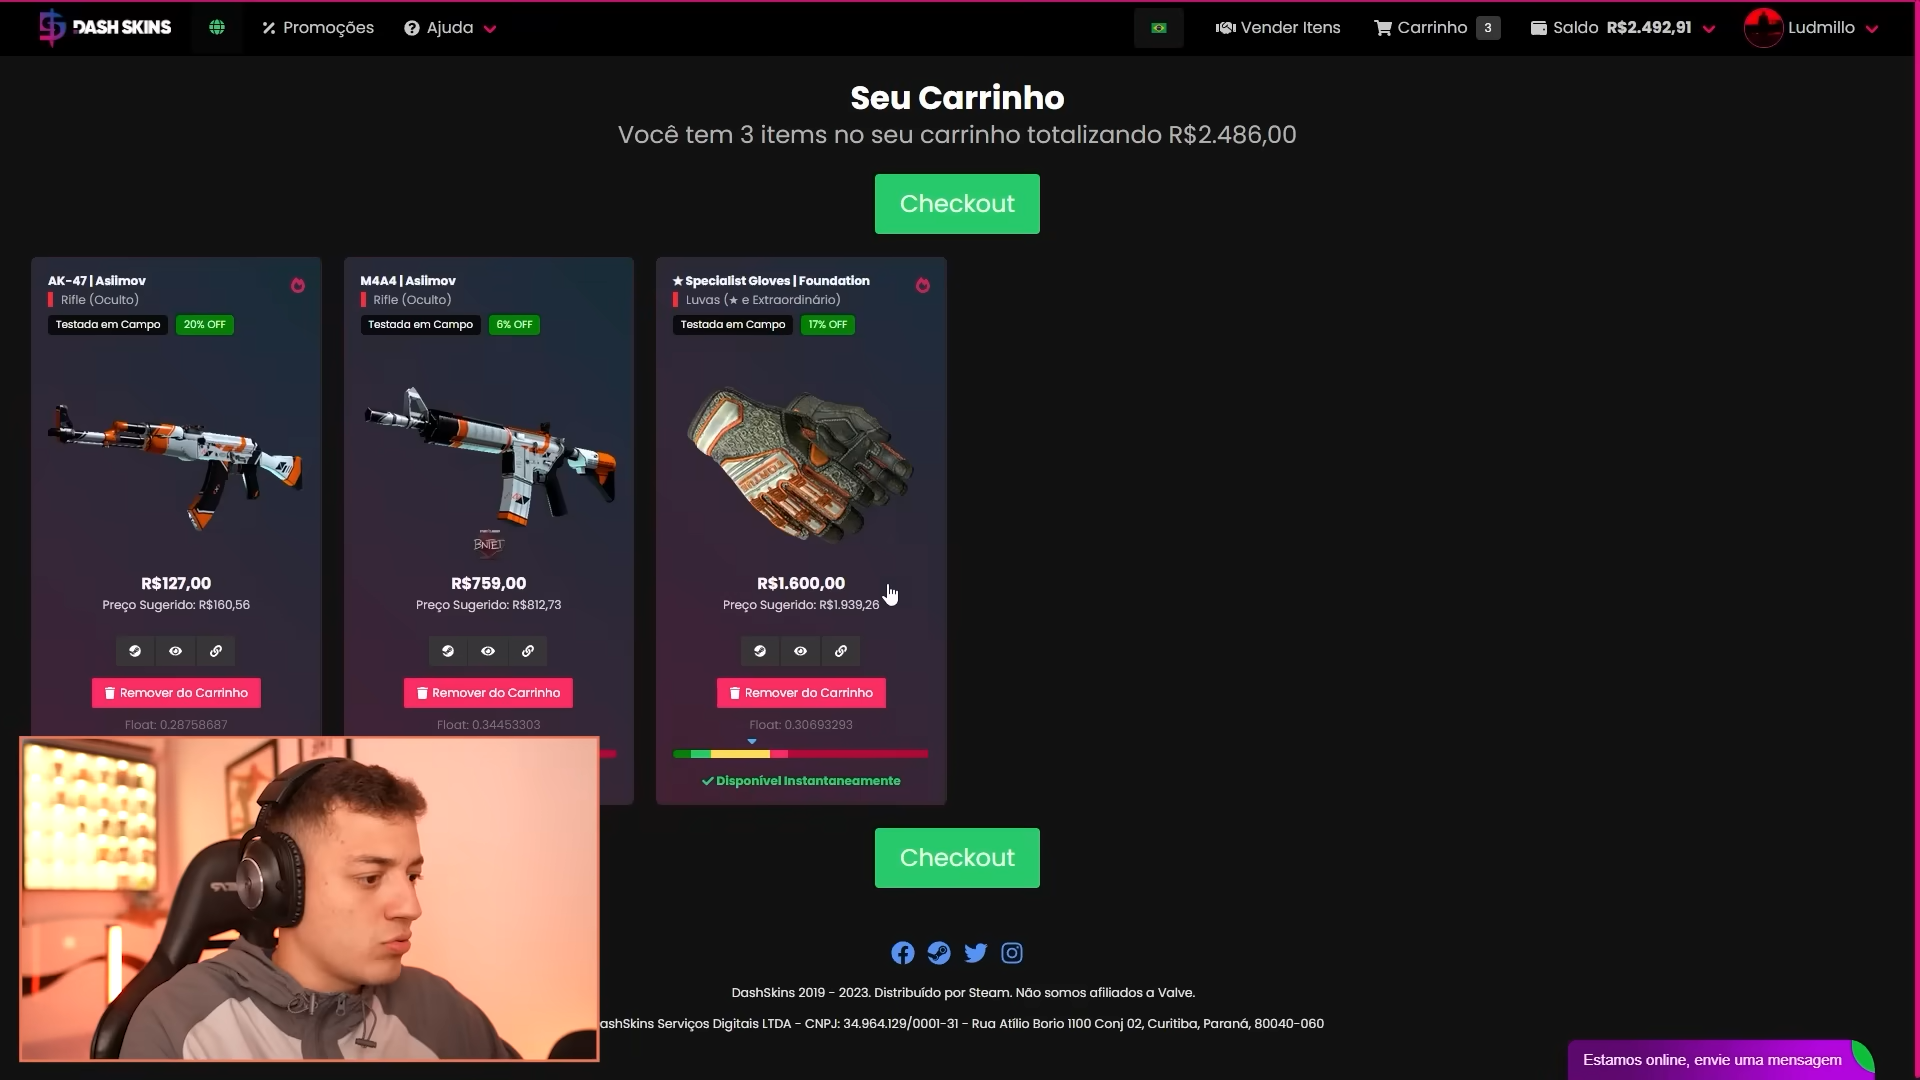 DASH SKINS
Promoções
Ajuda
Vender Itens
Carrinho 3
Saldo R$2.492,91
Ludmillo
Seu Carrinho
Você tem 3 items no seu carrinho totalizando R$2.486,00
Checkout
AK-47 | Asiimov
Rifle (Oculto)
Testada em Campo 20% OFF
R$127,00
Preço Sugerido: R$160,56
Remover do Carrinho
Float: 0.28758687
M4A4 | Asiimov
Rifle (Oculto)
Testada em Campo 6% OFF
BNTET
R$759,00
Preço Sugerido: R$812,73
Remover do Carrinho
Float: 0.34453303
★ Specialist Gloves | Foundation
Luvas (★ e Extraordinário)
Testada em Campo 17% OFF
R$1.600,00
Preço Sugerido: R$1.939,26
Remover do Carrinho
Float: 0.30693293
Disponível Instantaneamente
Checkout
DashSkins 2019 - 2023. Distribuído por Steam. Não somos afiliados a Valve.
ashSkins Serviços Digitais LTDA - CNPJ: 34.964.129/0001-31 - Rua Atílio Borio 1100 Conj 02, Curitiba, Paraná, 80040-060
Estamos online, envie uma mensagem